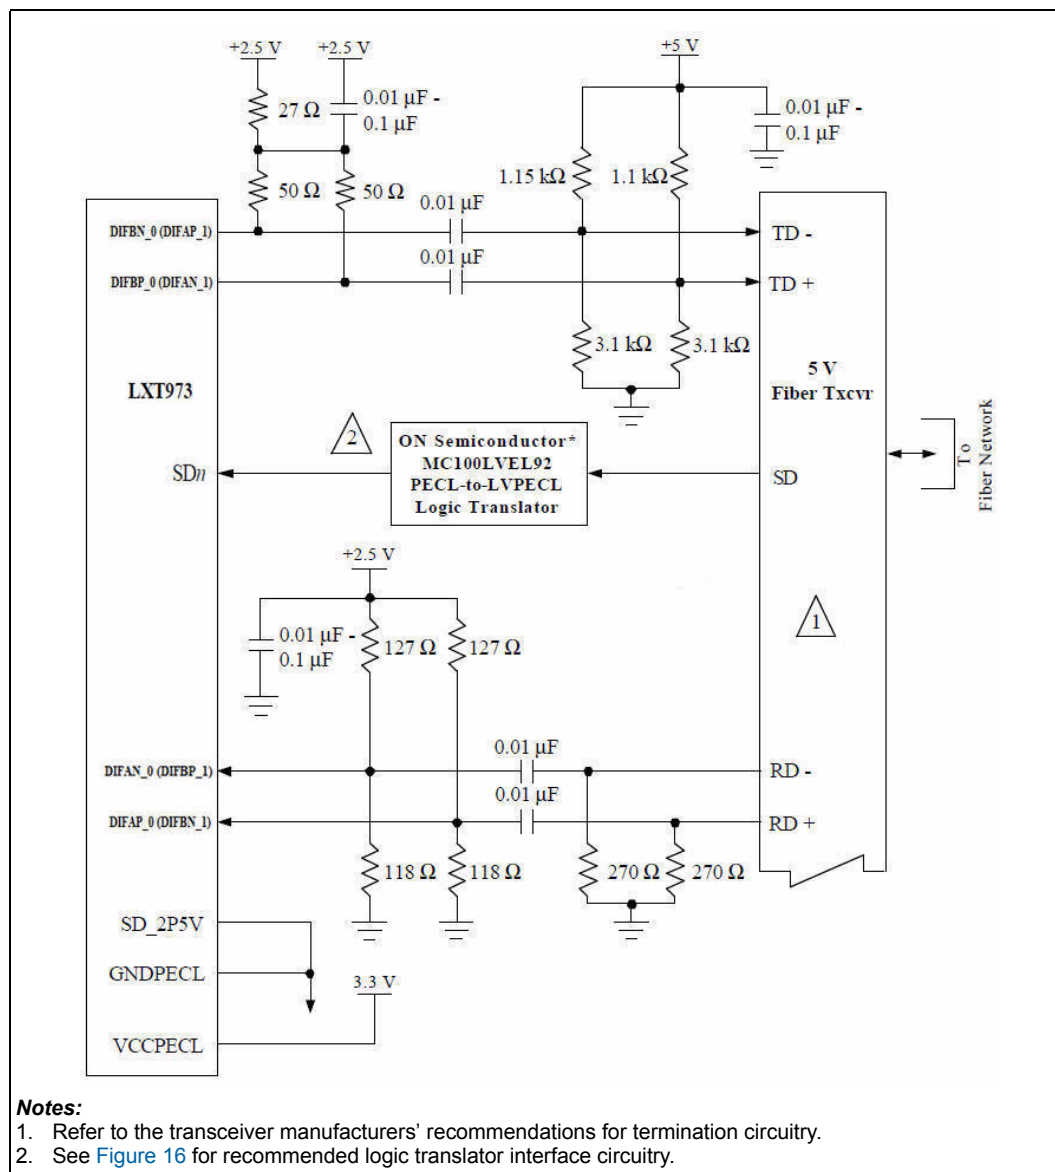 +2.5 V +2.5 V +5 V
27 Ω
0.01 µF -
0.1 µF
0.01 µF -
0.1 µF
50 Ω 50 Ω
1.15 kΩ 1.1 kΩ
0.01 µF
DIFBN_0 (DIFAP_1)
TD -
0.01 µF
DIFBP_0 (DIFAN_1)
TD +
3.1 kΩ 3.1 kΩ
LXT973
5 V
Fiber Txcvr
2
ON Semiconductor*
MC100LVEL92
PECL-to-LVPECL
Logic Translator
SDn
SD
To
Fiber Network
+2.5 V
0.01 µF -
0.1 µF
127 Ω 127 Ω
1
0.01 µF
DIFAN_0 (DIFBP_1)
RD -
0.01 µF
DIFAP_0 (DIFBN_1)
RD +
118 Ω 118 Ω 270 Ω 270 Ω
SD_2P5V
GNDPECL
3.3 V
VCCPECL
Notes:
1. Refer to the transceiver manufacturers' recommendations for termination circuitry.
2. See Figure 16 for recommended logic translator interface circuitry.